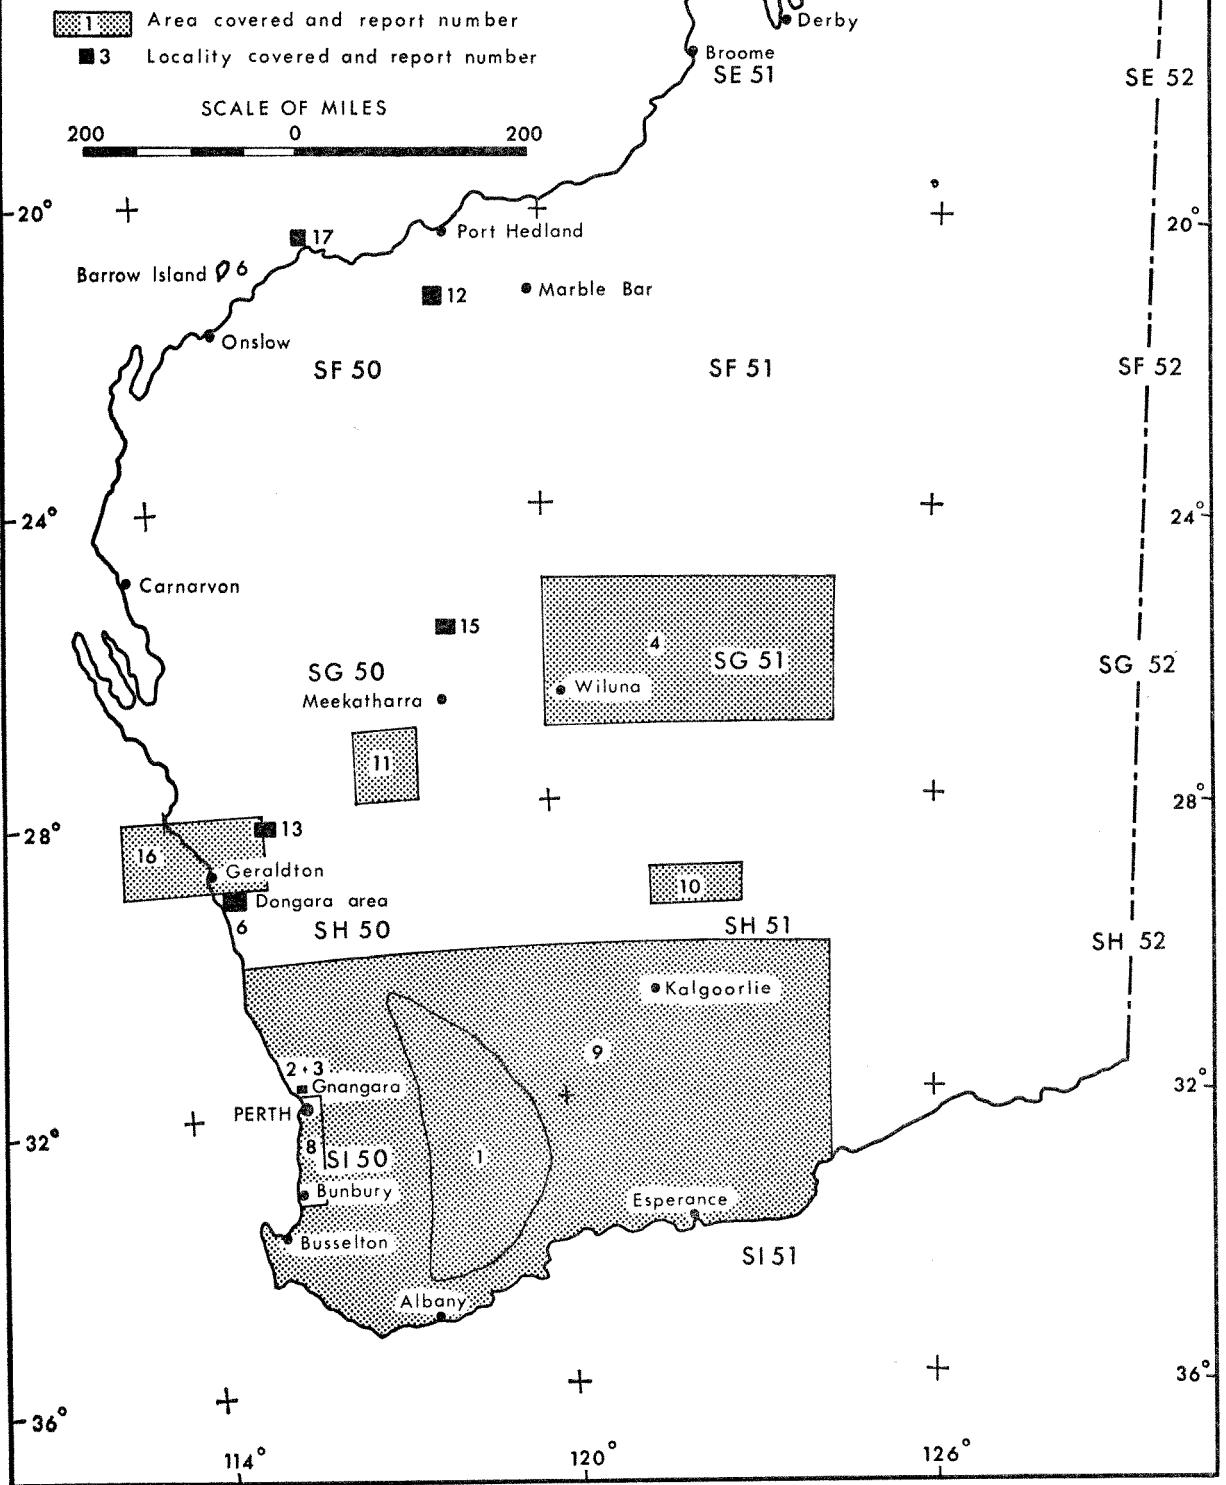 1 Area covered and report number
Derby
3 Locality covered and report number
Broome
SE 51
SE 52
SCALE OF MILES
200 0 200
20° 20°
17
Port Hedland
Barrow Island 6
12
Marble Bar
Onslow
SF 50 SF 51 SF 52
24° 24°
Carnarvon
15
4
SG 50 SG 51 SG 52
Wiluna
Meekatharra
11
28°
13
28°
16
Geraldton
10
Dongara area
6
SH 50 SH 51 SH 52
Kalgoorlie
9
2 + 3
Gnangara
32°
PERTH
32°
8
SI 50
1
Bunbury
Esperance
Busselton
SI 51
Albany
36°
36°
114° 120° 126°